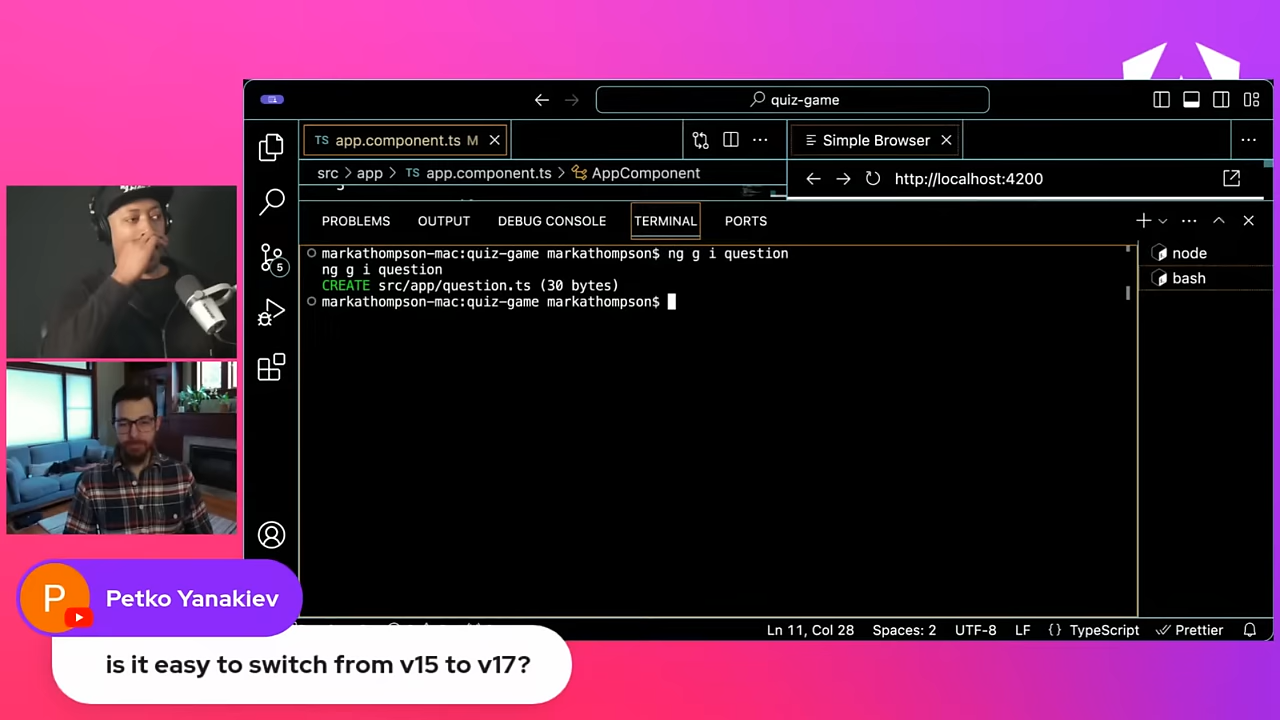 quiz-game
TS app.component.ts M
Simple Browser
src > app > TS app.component.ts > AppComponent
http://localhost:4200
PROBLEMS OUTPUT DEBUG CONSOLE TERMINAL PORTS
markathompson-mac:quiz-game markathompson$ ng g i question
ng g i question
CREATE src/app/question.ts (30 bytes)
markathompson-mac:quiz-game markathompson$
node
bash
5
Ln 11, Col 28 Spaces: 2 UTF-8 LF {} TypeScript Prettier
P
Petko Yanakiev
is it easy to switch from v15 to v17?